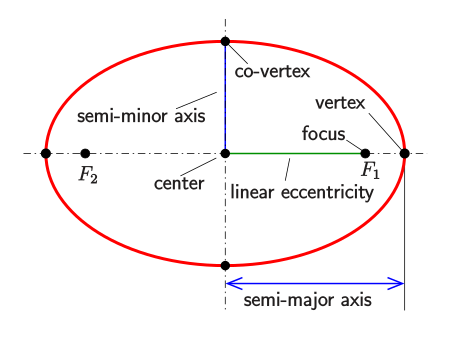 co-vertex
vertex
semi-minor axis
focus
F₂
F₁
center
linear eccentricity
semi-major axis